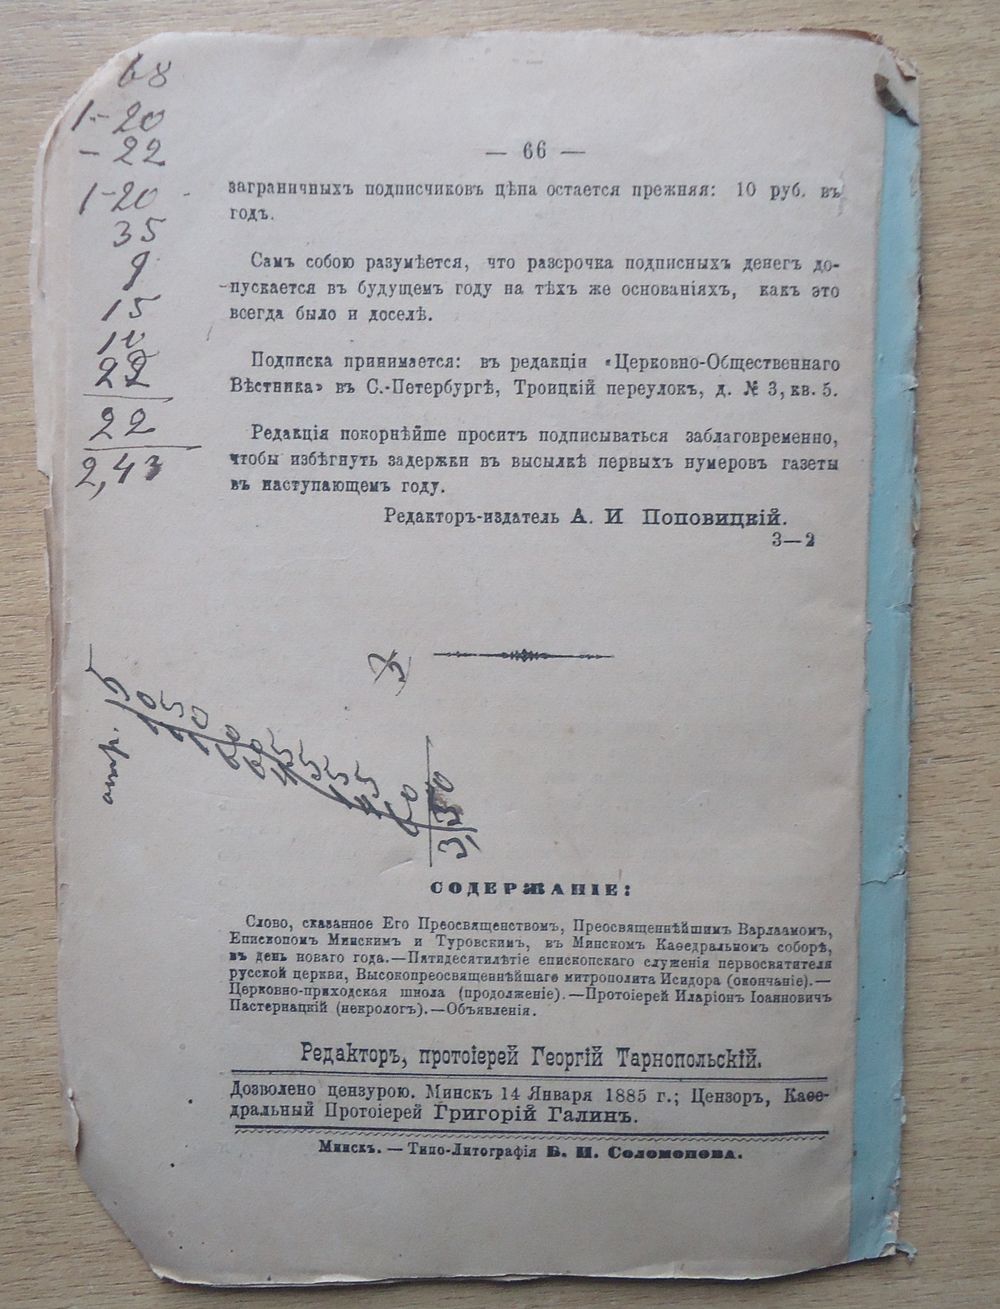 68
1-20
- 22
1-20
35
9
15
10
22
22
2,43
— 66 —
заграничныхъ подписчиковъ цѣна остается прежняя: 10 руб. въ
годъ.
Самъ собою разумѣется, что разсрочка подписныхъ денегъ до-
пускается въ будущемъ году на тѣхъ же основаніяхъ, какъ это
всегда было и доселѣ.
Подписка принимается: въ редакціи «Церковно-Общественнаго
Вѣстника» въ С.-Петербургѣ, Троицкій переулокъ, д. № 3, кв. 5.
Редакція покорнѣйше проситъ подписываться заблаговременно,
чтобы избѣгнуть задержки въ высылкѣ первыхъ нумеровъ газеты
въ наступающемъ году.
Редакторъ-издатель А. И Поповицкій.
3—2
СОДЕРЖАНІЕ:
Слово, сказанное Его Преосвященствомъ, Преосвященнѣйшимъ Варлаамомъ,
Епископомъ Минскимъ и Туровскимъ, въ Минскомъ Каѳедральномъ соборѣ,
въ день новаго года.—Пятидесятилѣтіе епископскаго служенія первосвятителя
русской церкви, Высокопреосвященнѣйшаго митрополита Исидора (окончаніе).—
Церковно-приходская школа (продолженіе).—Протоіерей Иларіонъ Іоанновичъ
Пастернацкій (некрологъ).—Объявленія.
Редакторъ, протоіерей Георгій Тарнопольскій.
Дозволено цензурою. Минскъ 14 Января 1885 г.; Цензоръ, Каѳе-
дральный Протоіерей Григорій Галинъ.
Минскъ. — Типо-Литографія Б. И. Соломонова.